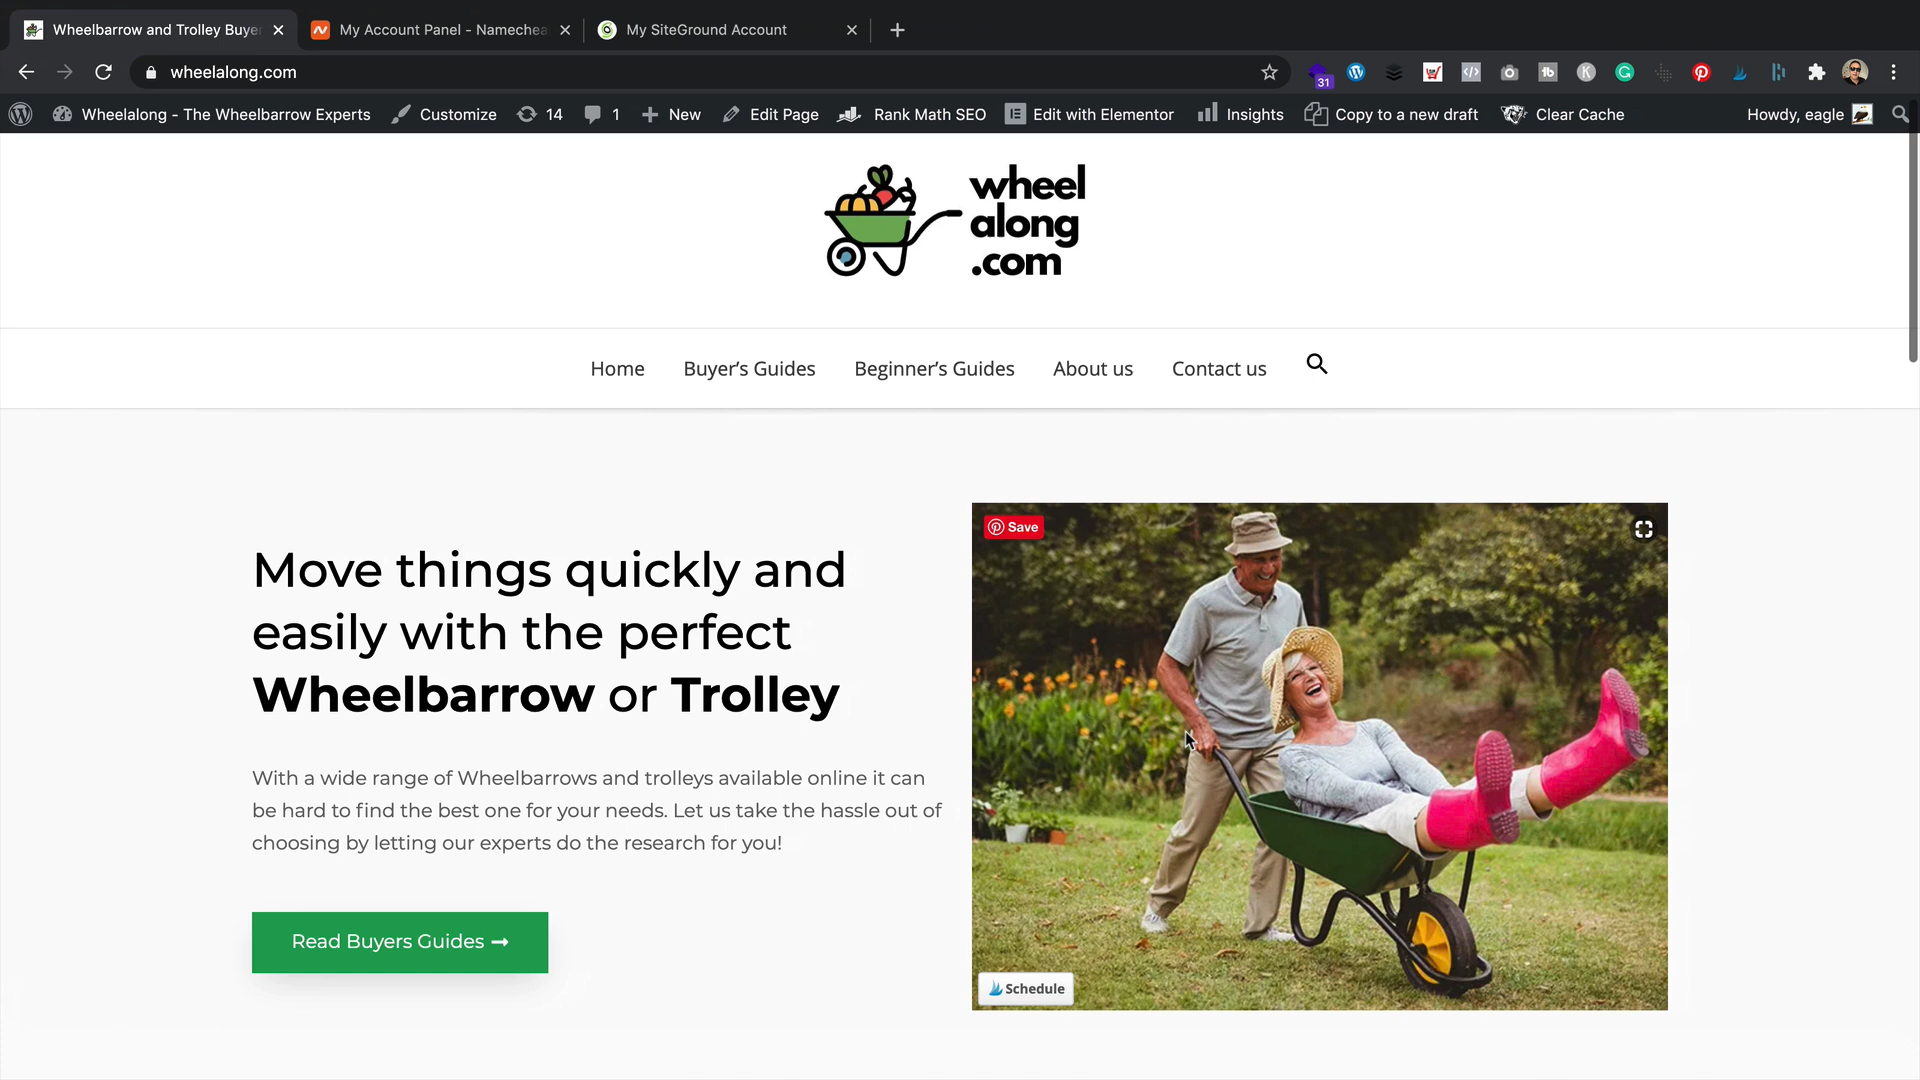 Wheelbarrow and Trolley Buye
My Account Panel - Namechea
My SiteGround Account
wheelalong.com
31
Wheelalong - The Wheelbarrow Experts
Customize
14
1
New
Edit Page
Rank Math SEO
Edit with Elementor
Insights
Copy to a new draft
Clear Cache
Howdy, eagle
wheel
along
.com
Home
Buyer’s Guides
Beginner’s Guides
About us
Contact us
Save
Move things quickly and
easily with the perfect
Wheelbarrow or Trolley
With a wide range of Wheelbarrows and trolleys available online it can
be hard to find the best one for your needs. Let us take the hassle out of
choosing by letting our experts do the research for you!
Read Buyers Guides ➞
Schedule